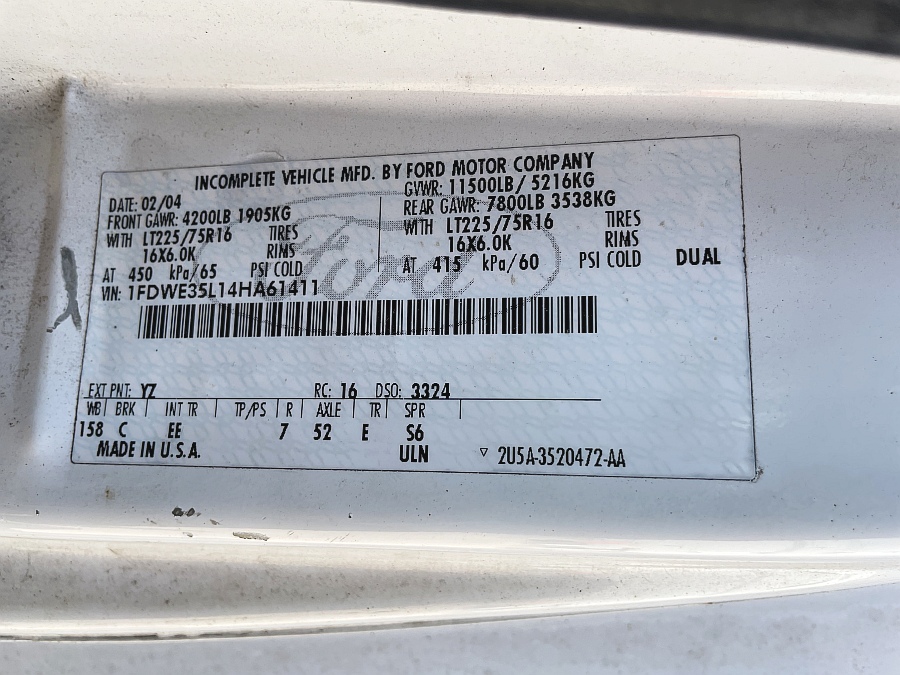 INCOMPLETE VEHICLE MFD. BY FORD MOTOR COMPANY
DATE: 02/04 GVWR: 11500LB/ 5216KG
FRONT GAWR: 4200LB 1905KG REAR GAWR: 7800LB 3538KG
WITH LT225/75R16 TIRES WITH LT225/75R16 TIRES
16X6.0K RIMS 16X6.0K RIMS
AT 450 kPa/65 PSI COLD AT 415 kPa/60 PSI COLD DUAL
VIN: 1FDWE35L14HA61411
Ford
EXT PNT: YZ RC: 16 DSO: 3324
WB BRK INT TR TP/PS R AXLE TR SPR
158 C EE 7 52 E S6
MADE IN U.S.A. ULN ▽ 2U5A-3520472-AA